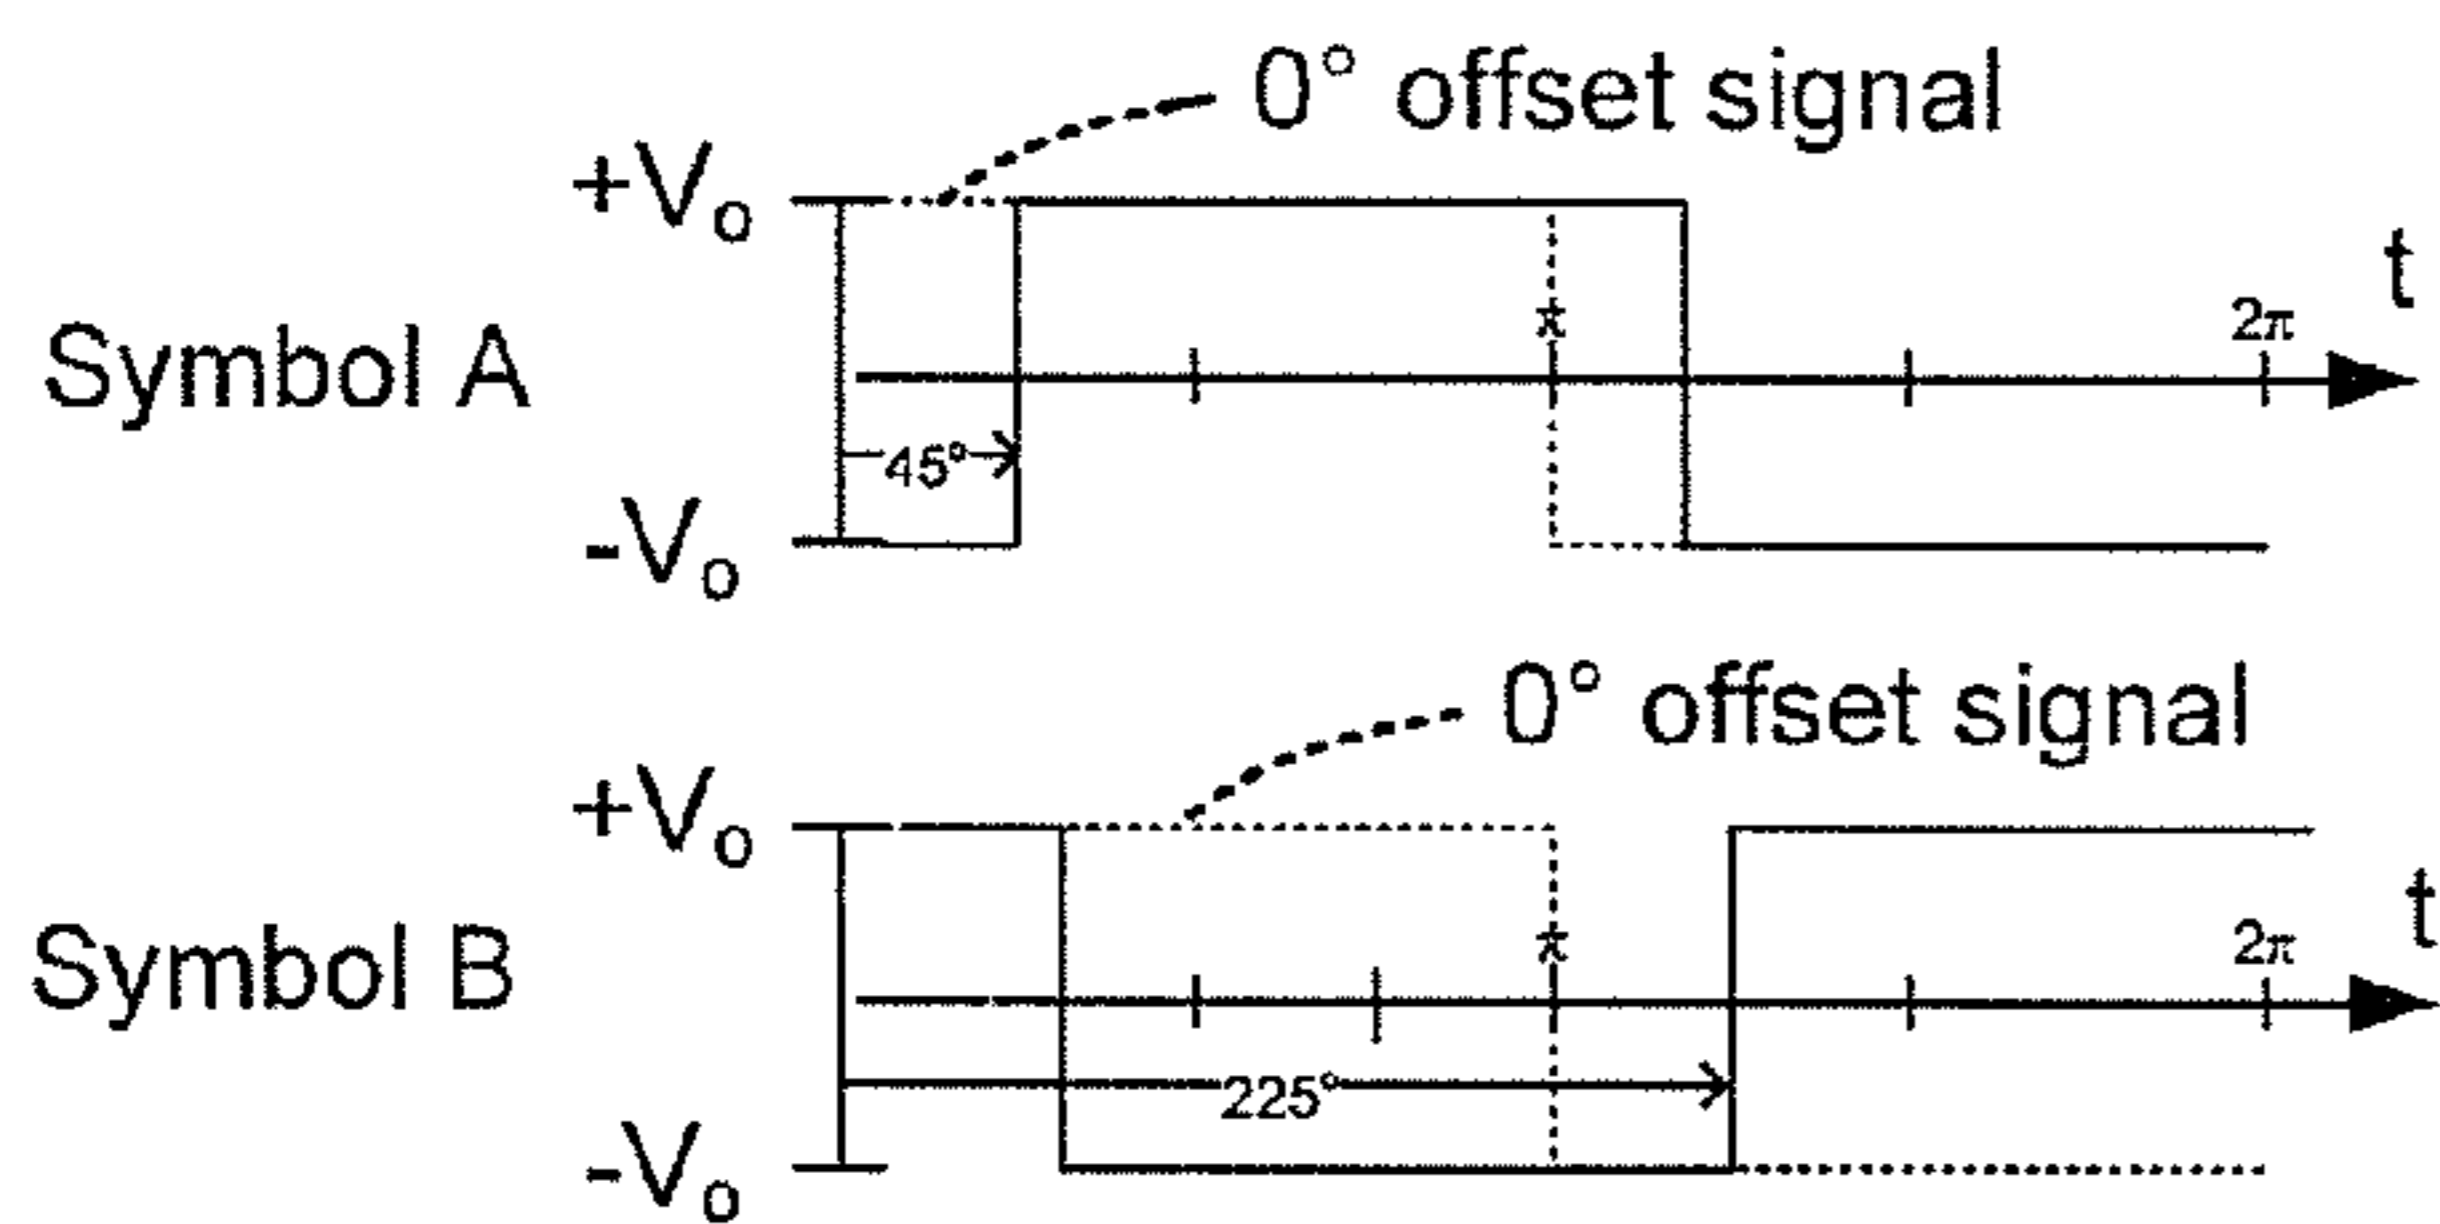 0° offset signal
+Vo
t
2π
π
Symbol A
45°
-Vo
0° offset signal
+Vo
t
2π
π
Symbol B
225°
-Vo